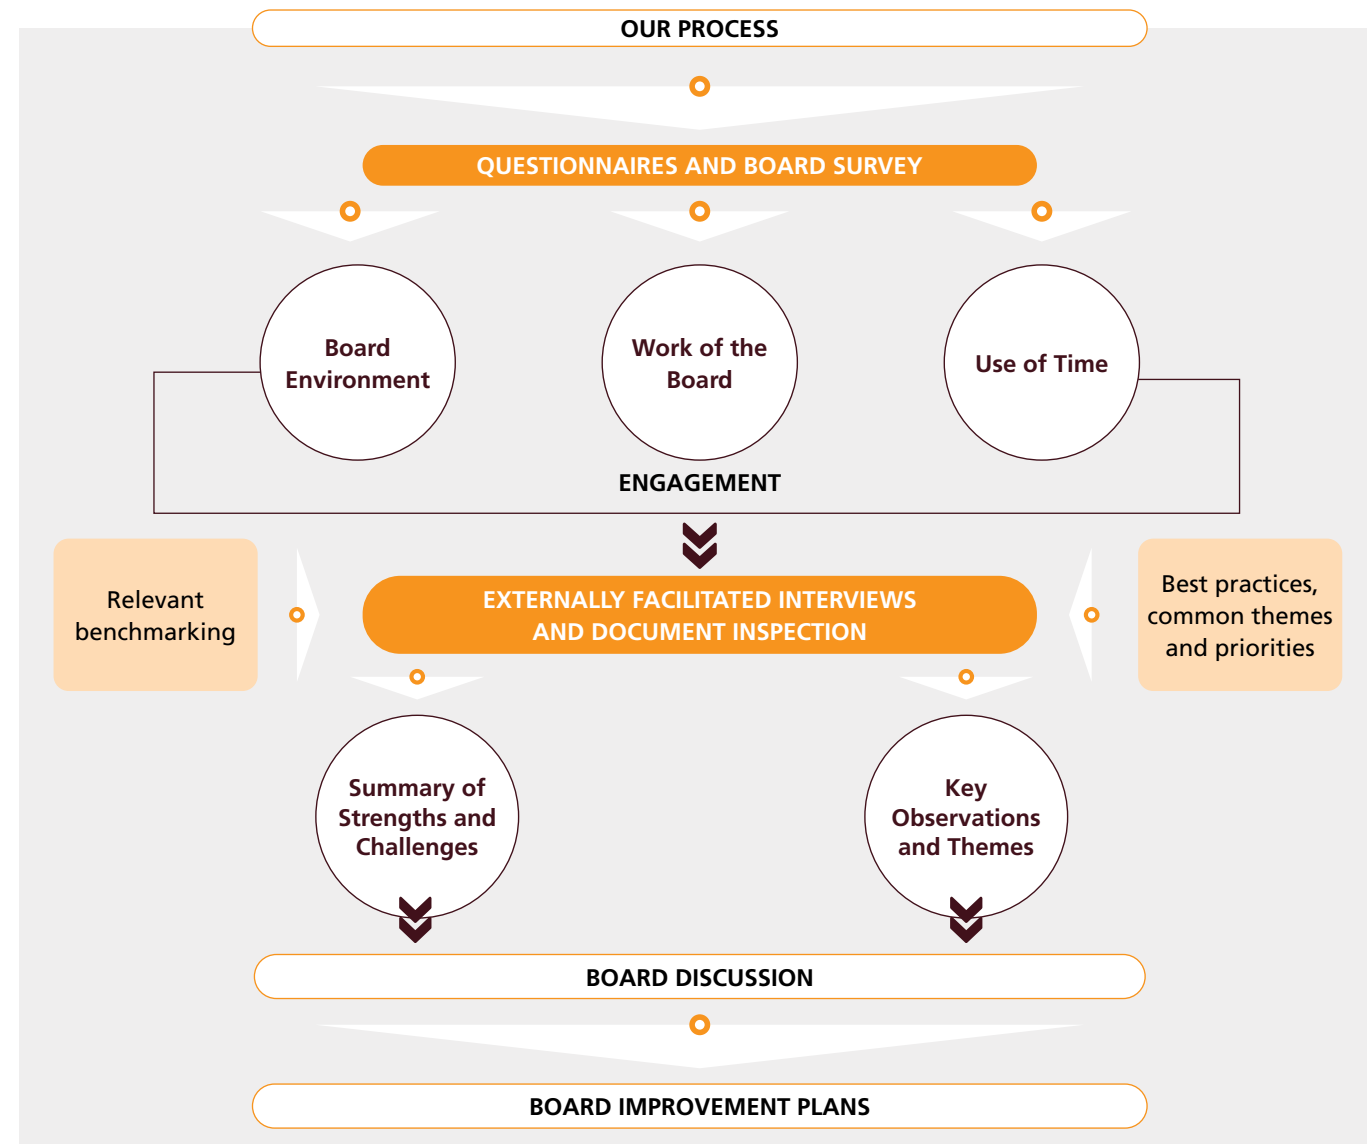 OUR PROCESS
QUESTIONNAIRES AND BOARD SURVEY
Board
Environment
Work of the
Board
Use of Time
ENGAGEMENT
Relevant
benchmarking
EXTERNALLY FACILITATED INTERVIEWS
AND DOCUMENT INSPECTION
Best practices,
common themes
and priorities
Summary of
Strengths and
Challenges
Key
Observations
and Themes
BOARD DISCUSSION
BOARD IMPROVEMENT PLANS